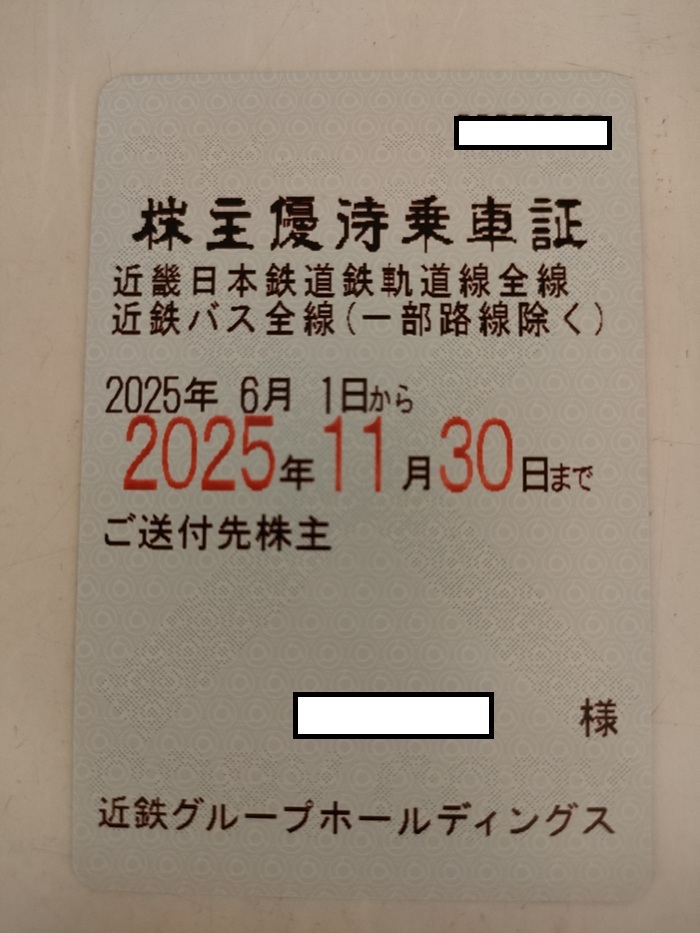 株主優待乗車証
近畿日本鉄道鉄軌道線全線
近鉄バス全線(一部路線除く)
2025年 6月 1日から
2025年11月30日まで
ご送付先株主
様
近鉄グループホールディングス